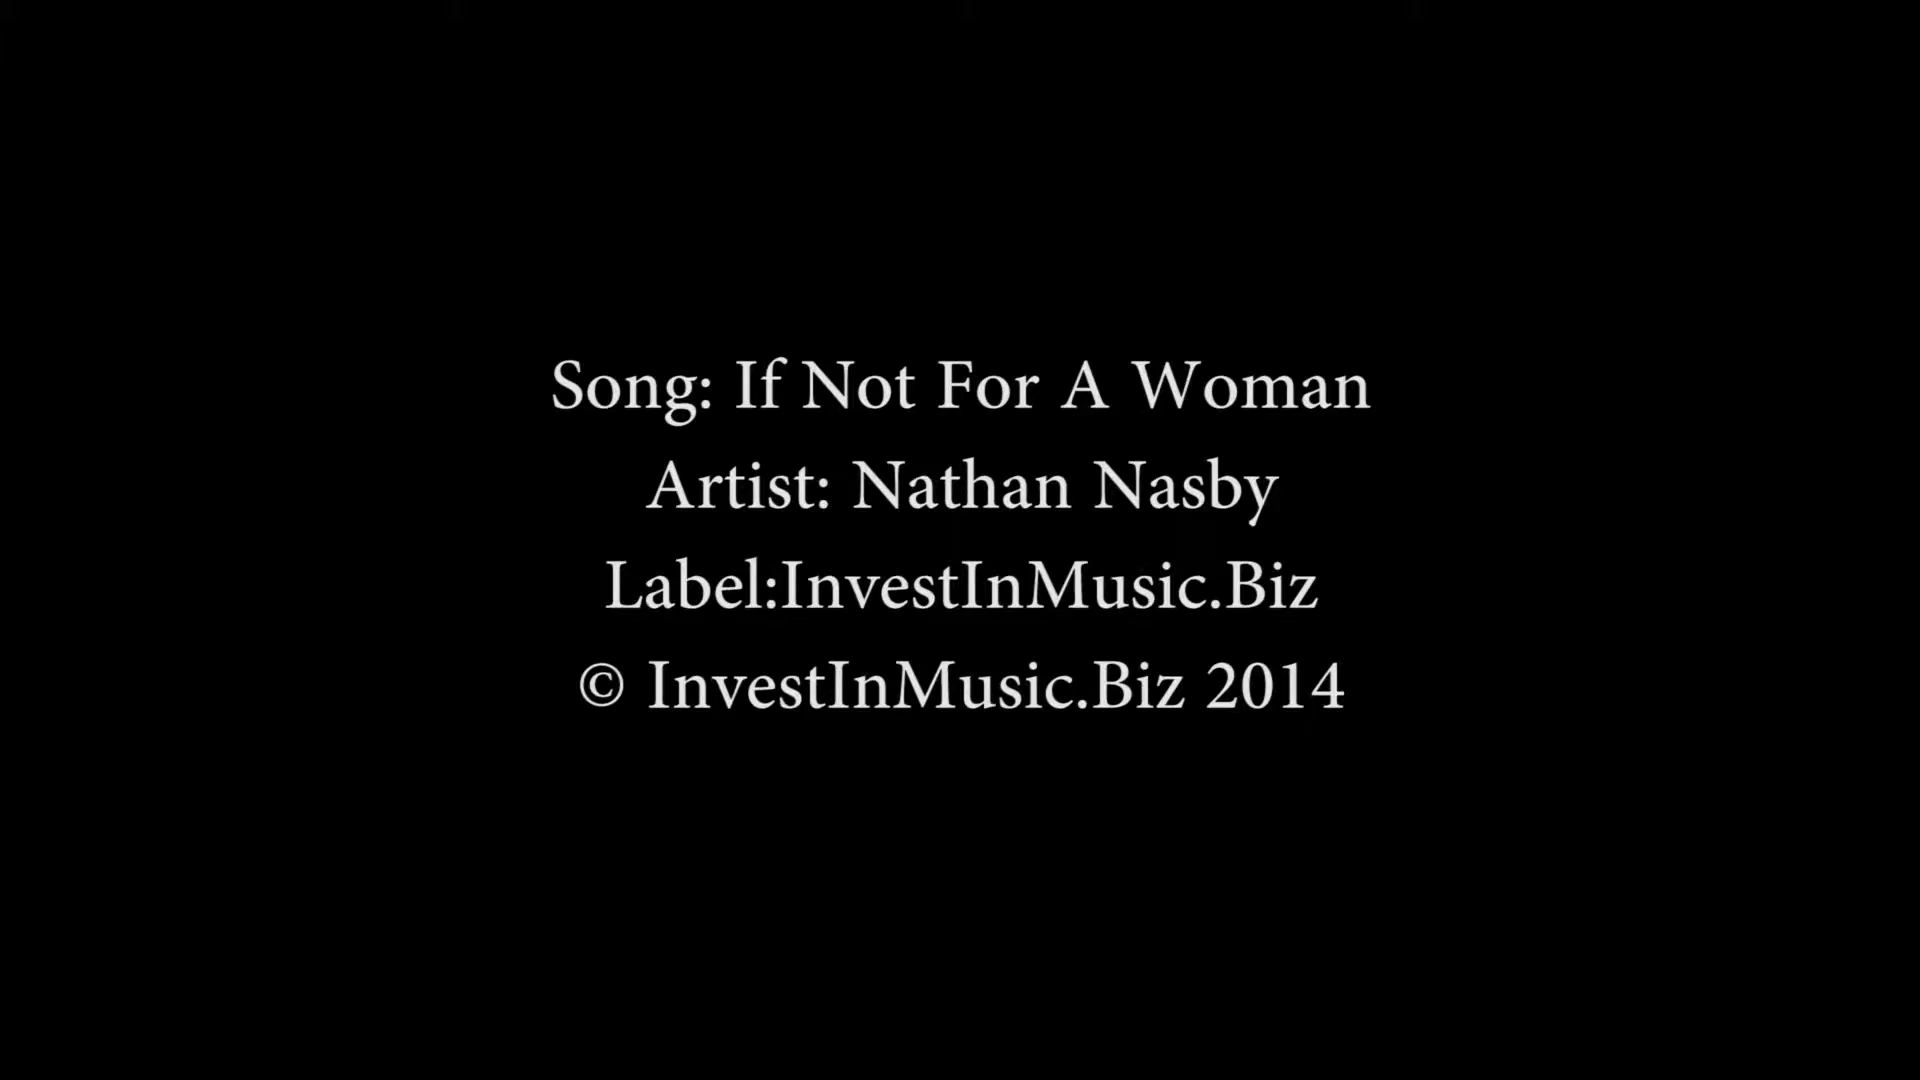 Song: If Not For A Woman
Artist: Nathan Nasby
Label:InvestInMusic.Biz
© InvestInMusic.Biz 2014